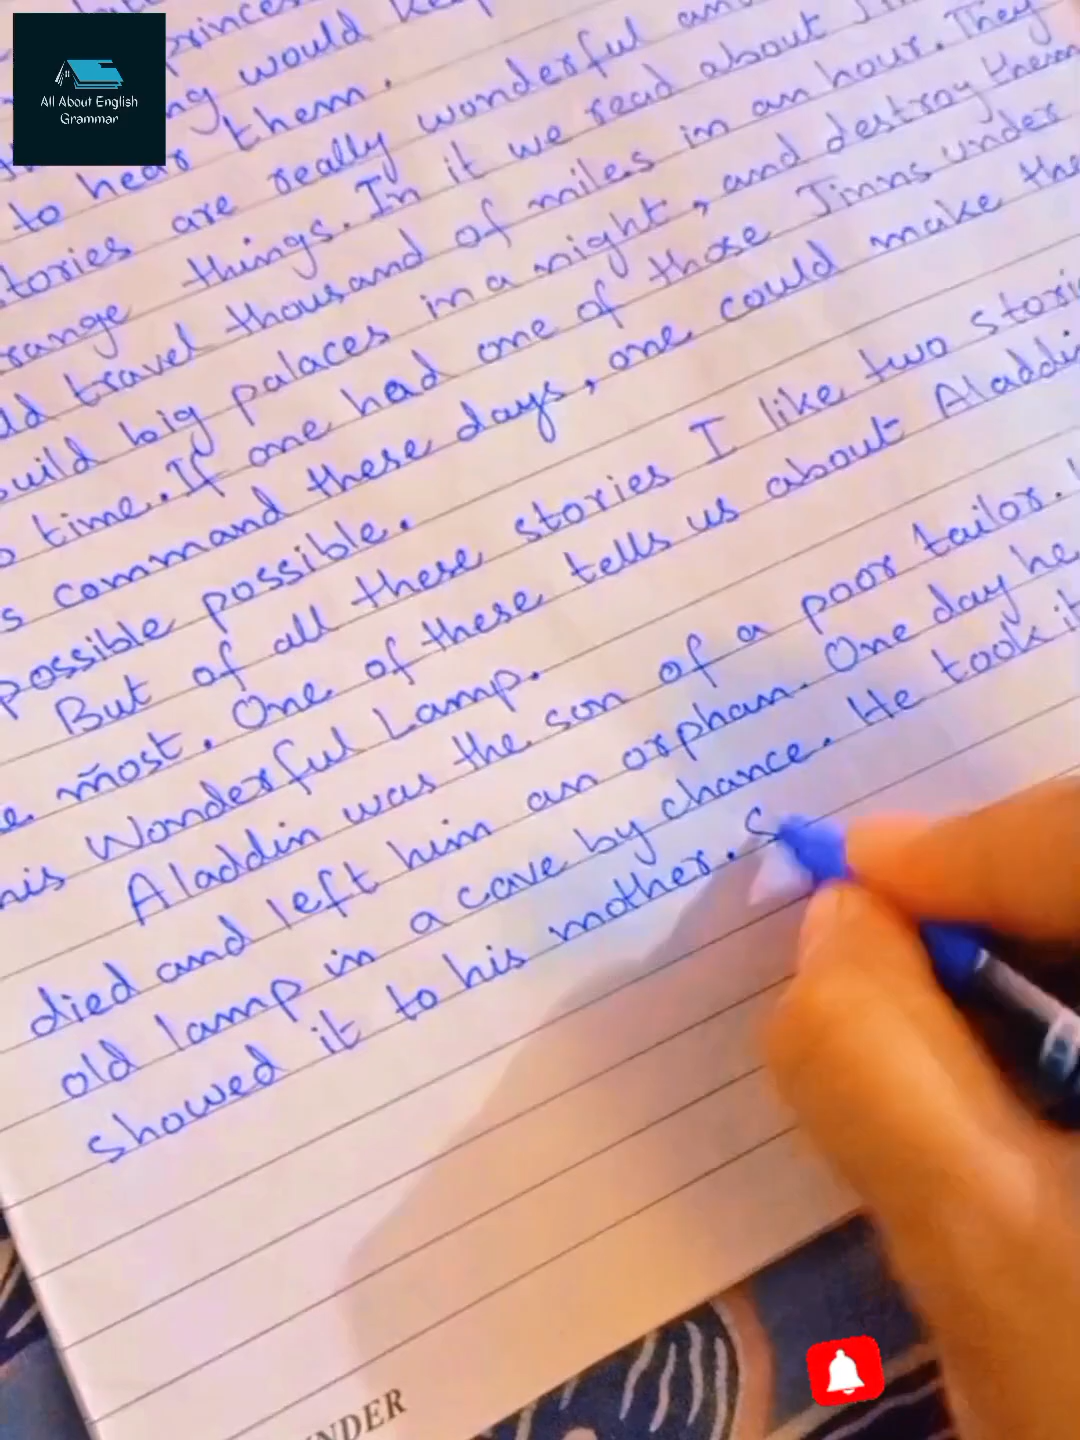 All About English
Grammar
would
to hear them.
stories are really wonderful
things. In it we read about
travel thousand of miles in an hour. They
build big palaces in a night, and destroy them
time. If one had one of those Jinns under
command these days, one could make the
possible possible.
But of all these stories I like two
most. One of these tells us about
his Wonderful Lamp.
Aladdin was the son of a poor tailor.
died and left him an orphan. One day he
old lamp in a cave by chance. He took it
showed it to his mother. S
NDER